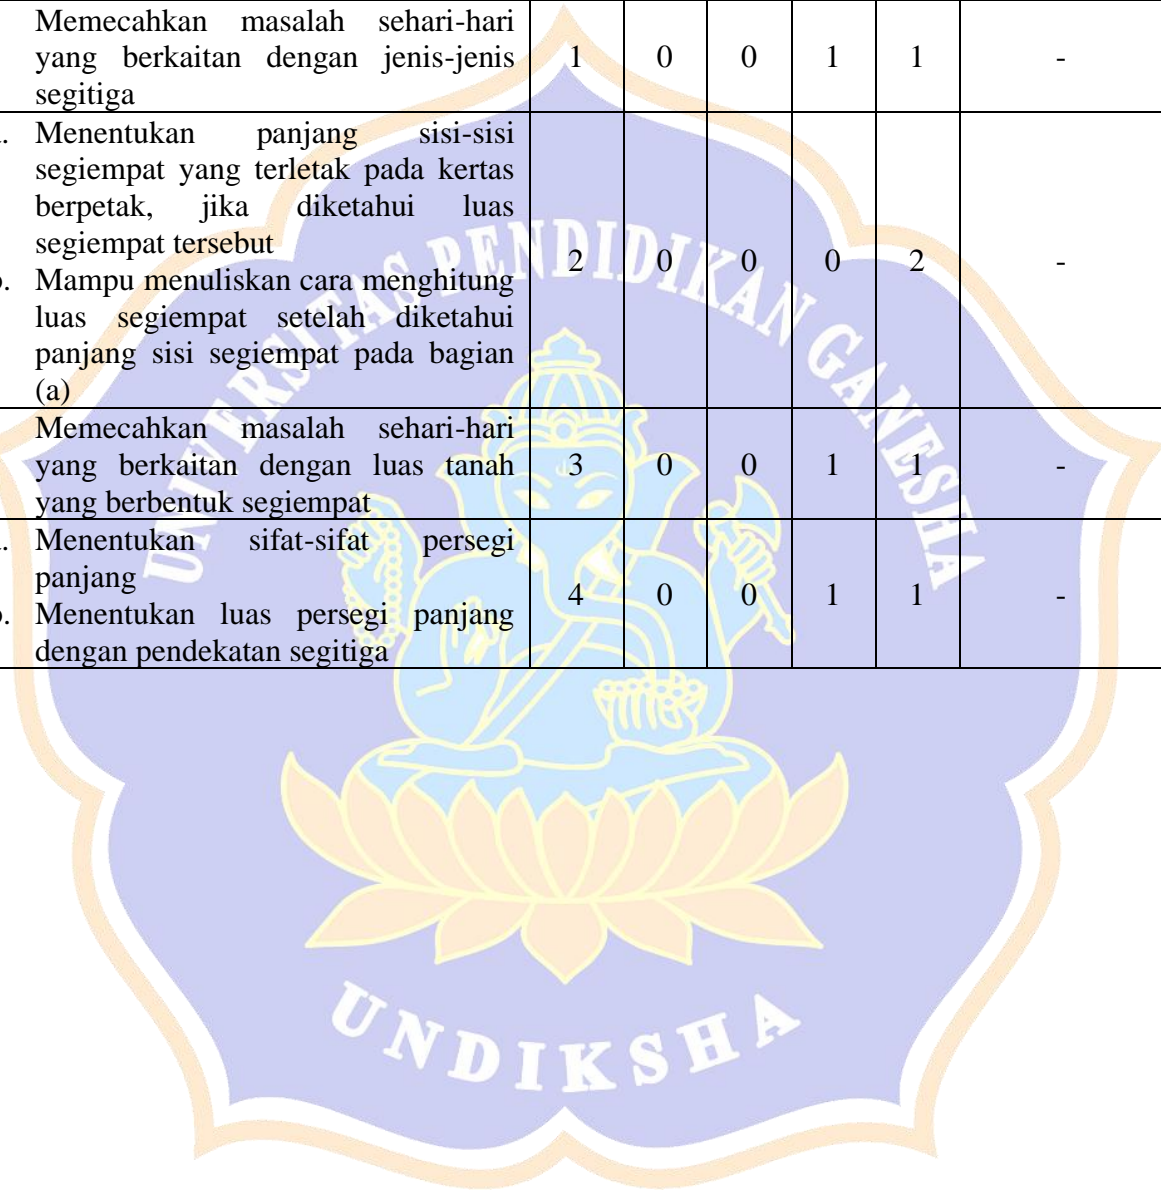 Memecahkan masalah sehari-hari
yang berkaitan dengan jenis-jenis
segitiga
1 0 0 1 1 -
Menentukan panjang sisi-sisi
segiempat yang terletak pada kertas
berpetak, jika diketahui luas
segiempat tersebut
Mampu menuliskan cara menghitung
luas segiempat setelah diketahui
panjang sisi segiempat pada bagian
(a)
2 0 0 0 2 -
Memecahkan masalah sehari-hari
yang berkaitan dengan luas tanah
yang berbentuk segiempat
3 0 0 1 1 -
Menentukan sifat-sifat persegi
panjang
Menentukan luas persegi panjang
dengan pendekatan segitiga
4 0 0 1 1 -
UNIVERSITAS PENDIDIKAN GANESHA
UNDIKSHA